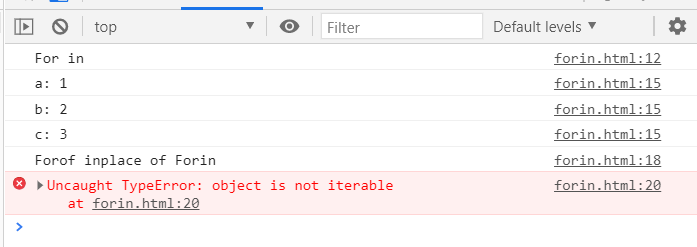 top Filter Default levels
For in forin.html:12
a: 1 forin.html:15
b: 2 forin.html:15
c: 3 forin.html:15
Forof inplace of Forin forin.html:18
Uncaught TypeError: object is not iterable forin.html:20
at forin.html:20